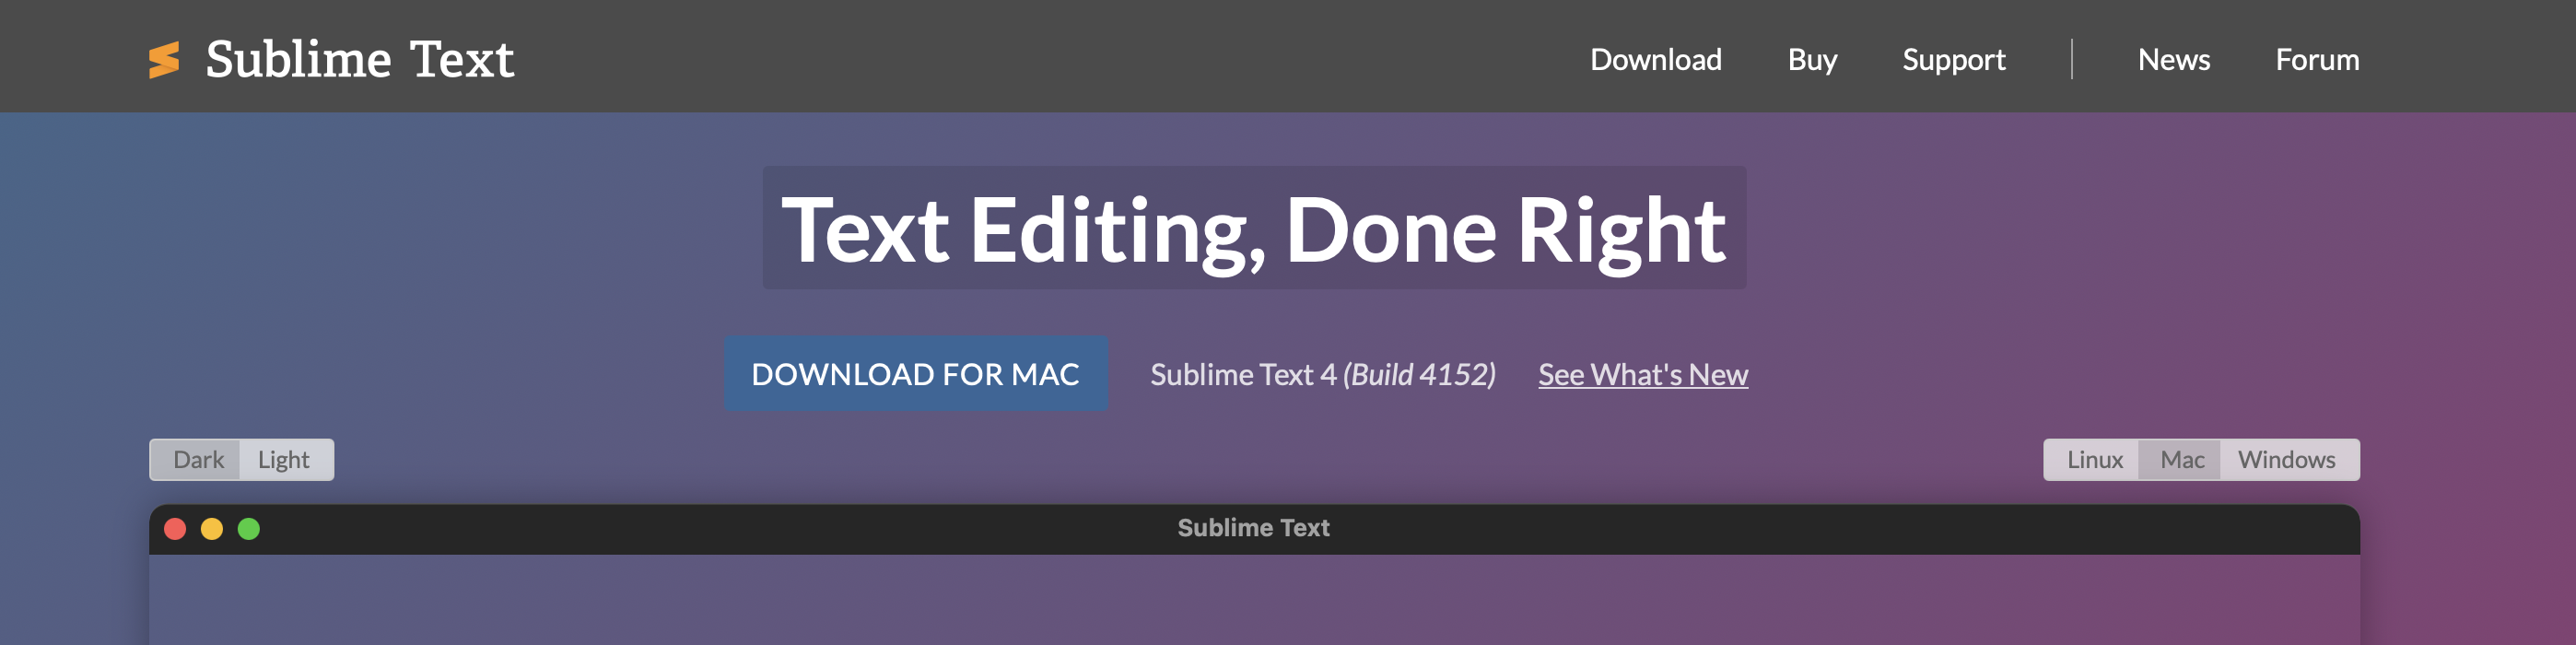 Sublime Text
Download Buy Support News Forum
Text Editing, Done Right
DOWNLOAD FOR MAC Sublime Text 4 (Build 4152) See What's New
Dark Light
Linux Mac Windows
Sublime Text